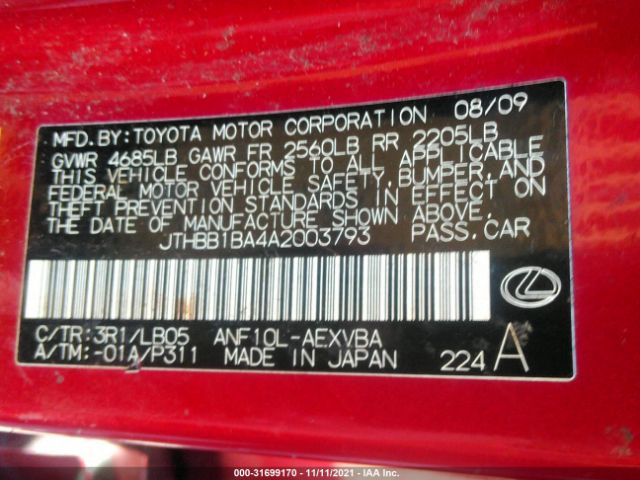 MFD.BY:TOYOTA MOTOR CORPORATION 08/09
GVWR 4685LB GAWR FR 2560LB RR 2205LB
THIS VEHICLE CONFORMS TO ALL APPLICABLE
FEDERAL MOTOR VEHICLE SAFETY,BUMPER,AND
THEFT PREVENTION STANDARDS IN EFFECT ON
THE DATE OF MANUFACTURE SHOWN ABOVE.
JTHBB1BA4A2003793 PASS.CAR
C/TR:3R1/LB05 ANF10L-AEXVBA
A/TM:-01A/P311 MADE IN JAPAN 224A
000-31699170 - 11/11/2021 - IAA Inc.